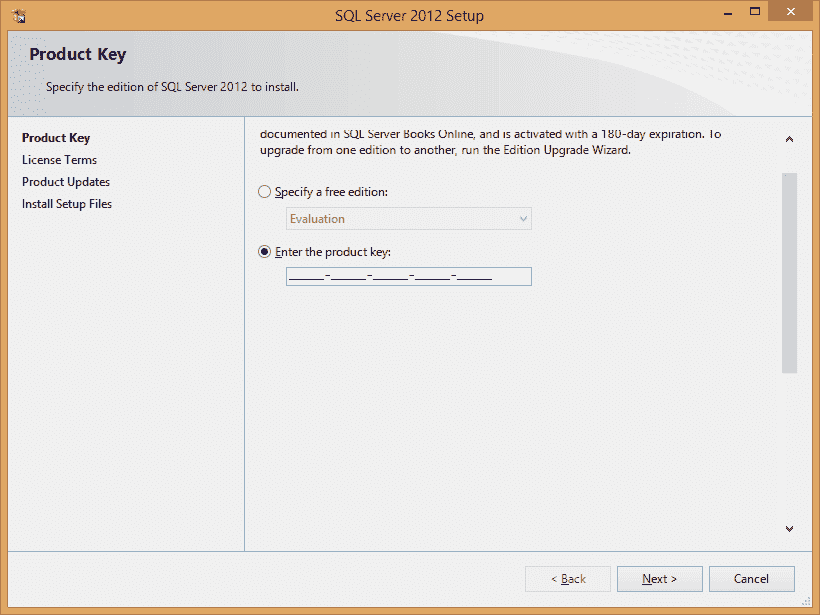 SQL Server 2012 Setup
Product Key
Specify the edition of SQL Server 2012 to install.
Product Key
License Terms
Product Updates
Install Setup Files
documented in SQL Server Books Online, and is activated with a 180-day expiration. To
upgrade from one edition to another, run the Edition Upgrade Wizard.
Specify a free edition:
Evaluation
Enter the product key:
_____-_____-_____-_____-_____
< Back
Next >
Cancel